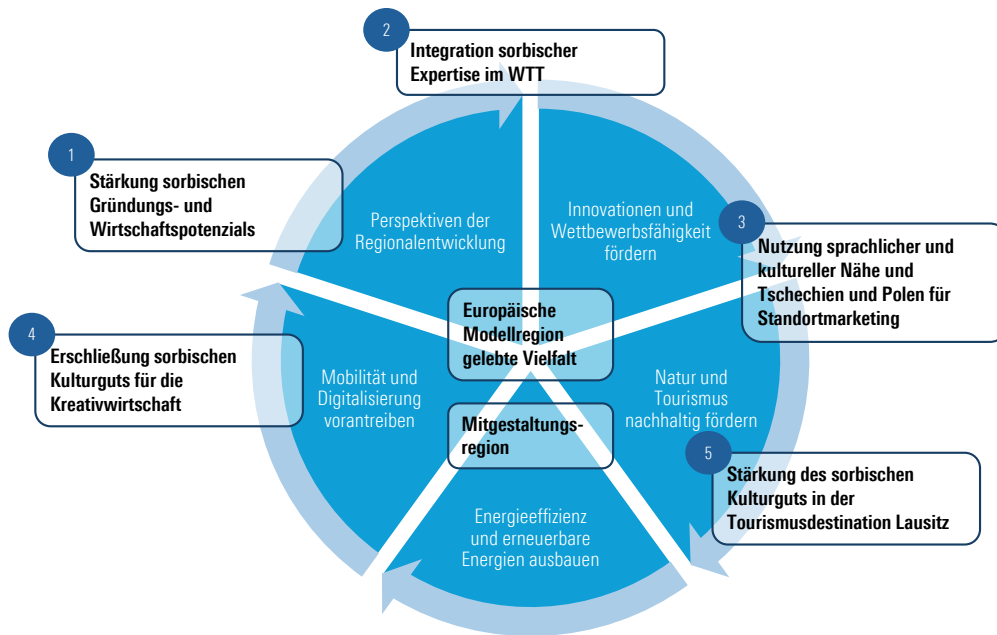 2
Integration sorbischer
Expertise im WTT
1
Stärkung sorbischen
Gründungs- und
Wirtschaftspotenzials
Perspektiven der
Regionalentwicklung
Innovationen und
Wettbewerbsfähigkeit
fördern
3
Nutzung sprachlicher und
kultureller Nähe und
Tschechien und Polen für
Standortmarketing
Europäische
Modellregion
gelebte Vielfalt
4
Erschließung sorbischen
Kulturguts für die
Kreativwirtschaft
Mobilität und
Digitalisierung
vorantreiben
Natur und
Tourismus
nachhaltig fördern
Mitgestaltungs-
region
5
Stärkung des sorbischen
Kulturguts in der
Tourismusdestination Lausitz
Energieeffizienz
und erneuerbare
Energien ausbauen